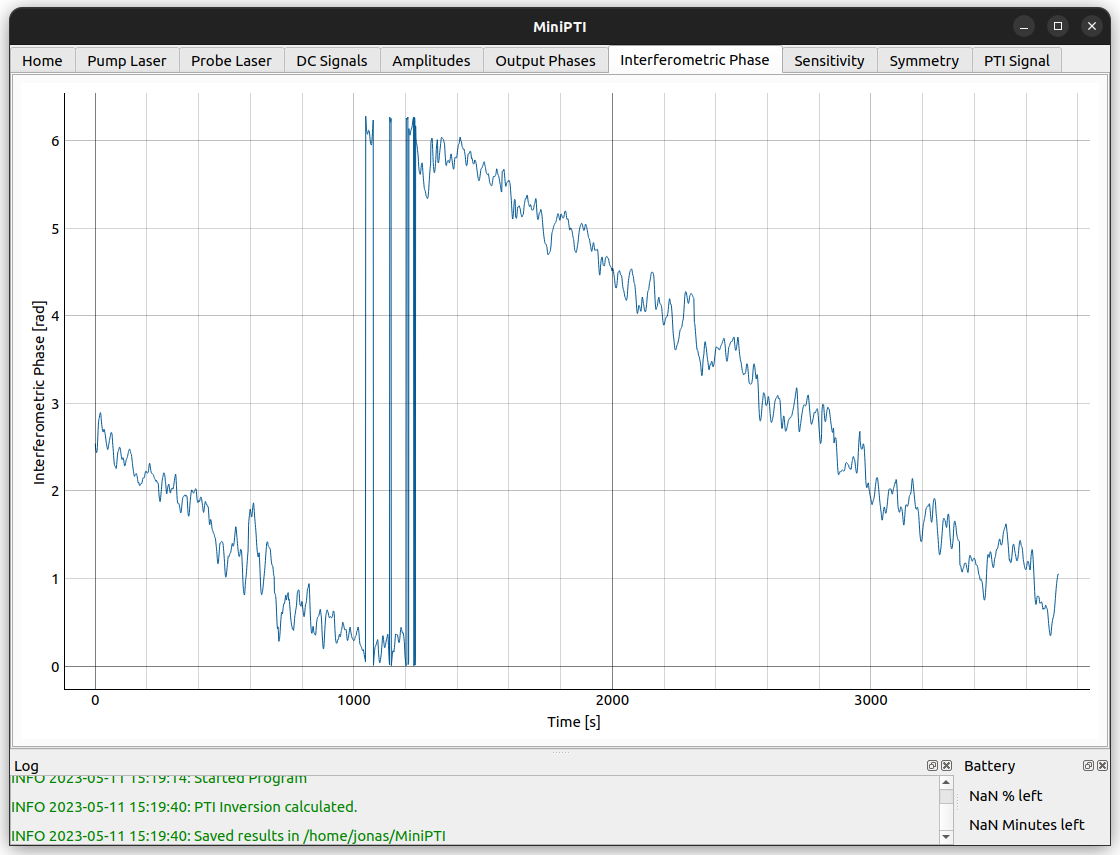 MiniPTI
Home Pump Laser Probe Laser DC Signals Amplitudes Output Phases Interferometric Phase Sensitivity Symmetry PTI Signal
Interferometric Phase [rad]
6
5
4
3
2
1
0
0 1000 2000 3000
Time [s]
Log
INFO 2023-05-11 15:19:14: Started Program
INFO 2023-05-11 15:19:40: PTI Inversion calculated.
INFO 2023-05-11 15:19:40: Saved results in /home/jonas/MiniPTI
Battery
NaN % left
NaN Minutes left